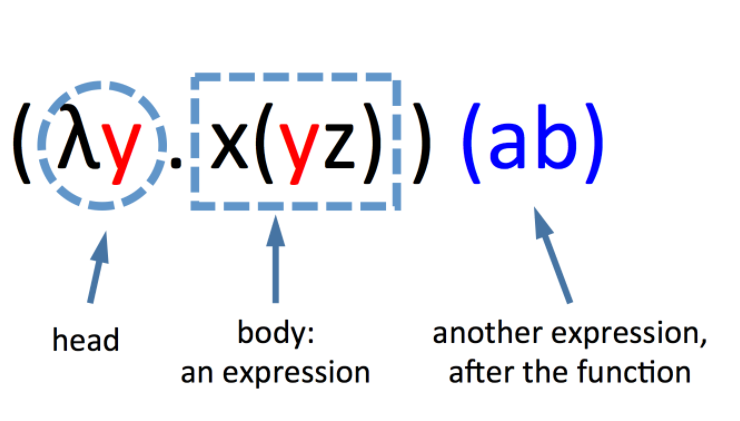 (λy. x(yz)) (ab)
head
body:
an expression
another expression,
after the function